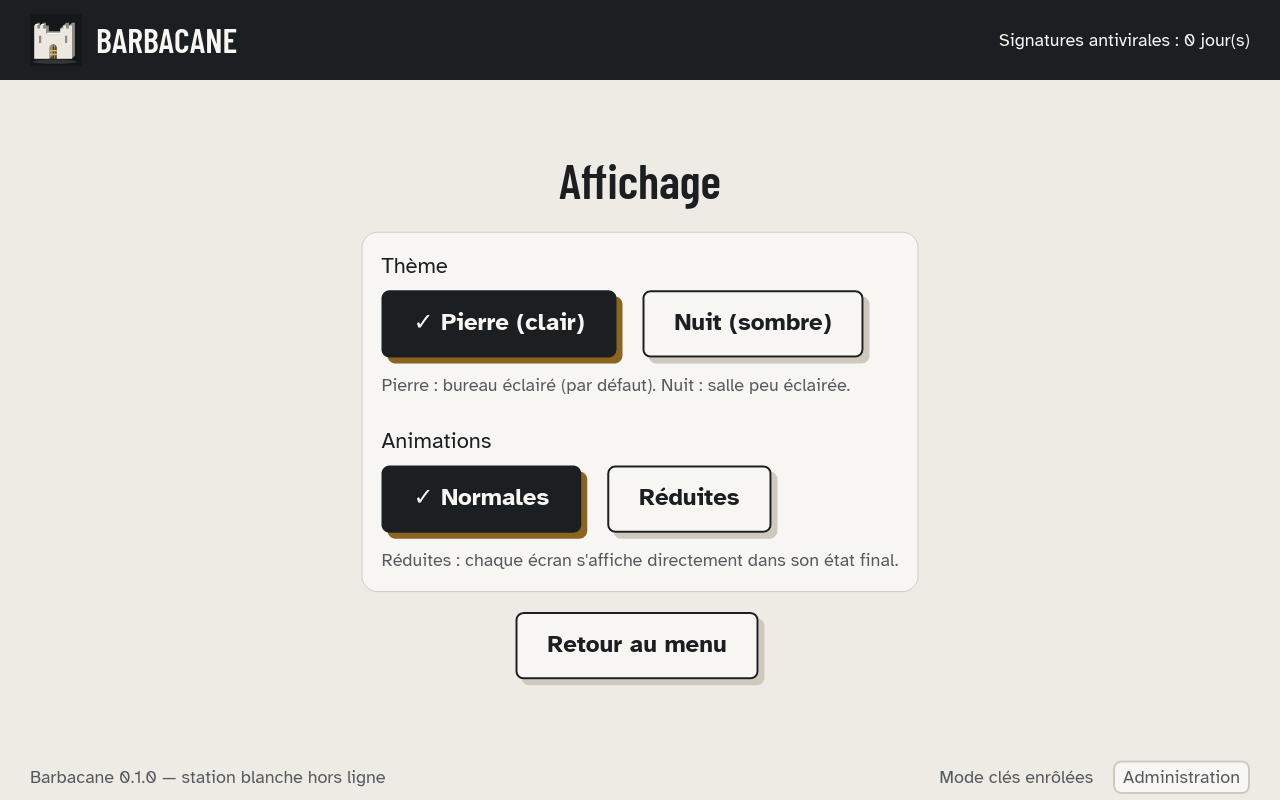 BARBACANE
Signatures antivirales : 0 jour(s)
Affichage
Thème
✓ Pierre (clair)
Nuit (sombre)
Pierre : bureau éclairé (par défaut). Nuit : salle peu éclairée.
Animations
✓ Normales
Réduites
Réduites : chaque écran s'affiche directement dans son état final.
Retour au menu
Barbacane 0.1.0 — station blanche hors ligne
Mode clés enrôlées
Administration